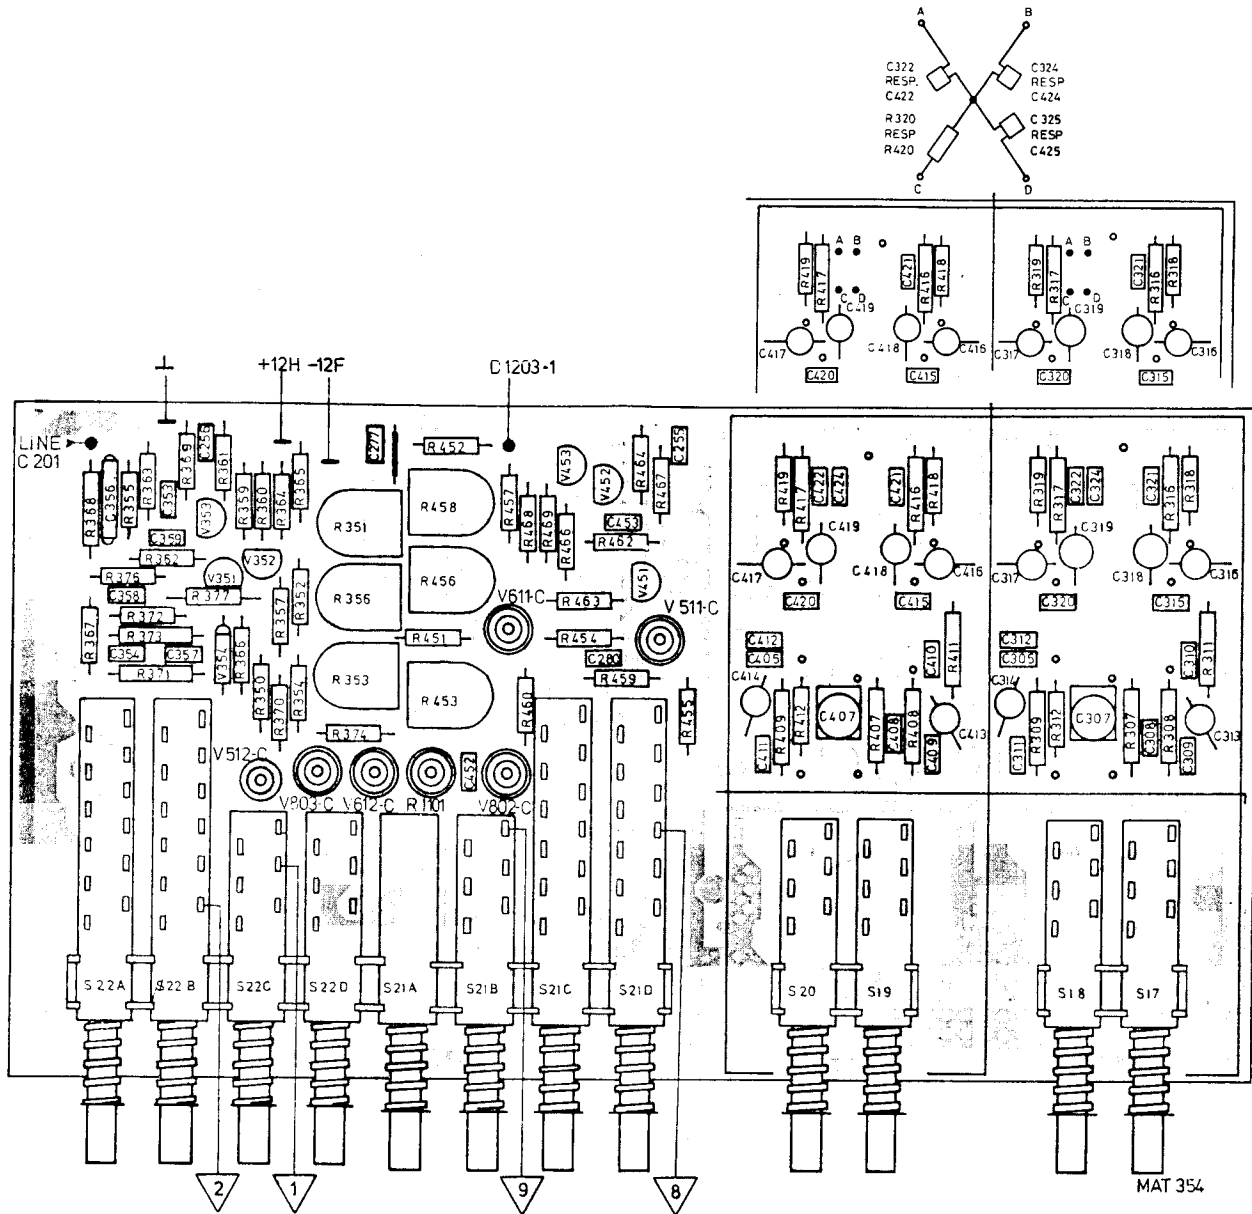 A B
C322 RESP. C422
C324 RESP C424
R320 RESP R420
C325 RESP C425
C D
R419 R417 A B C D C419 C421 R416 R418
C417 C420 C418 C415 C416
R319 R317 A B C D C319 C321 R316 R318
C317 C320 C318 C315 C316
+12H -12F D1203-1
LINE C 201
R368 C356 R355 R363 C353 R369 C256 R361 V353 R359 R360 R364 R365
C277 R452 R351 R458 R457 R468 R469 R466 V453 V452 R464 R467 C255
C359 R362 R376 C358 R377 V351 V352 C453 R462
R372 R373 R367 C354 C357 R371 V354 R366 R357 R352 R356 R456 V611-C R463 V451 V511-C
R451 R454 C280 R459
R350 R370 R354 R353 R453 R460 R455
R374
V512-C V803-C V612-C R1101 C452 V802-C
R419 R417 C422 C424 C419 C421 R416 R418
C417 C420 C418 C415 C416
C412 C405 C410 R411
C414 C411 R409 R412 C407 R407 C408 R408 C409 C413
R319 R317 C322 C324 C319 C321 R316 R318
C317 C320 C318 C315 C316
C312 C305 C310 R311
C314 C311 R309 R312 C307 R307 C308 R308 C309 C313
S22A S22B S22C S22D S21A S21B S21C S21D S20 S19 S18 S17
2 1 9 8
MAT 354